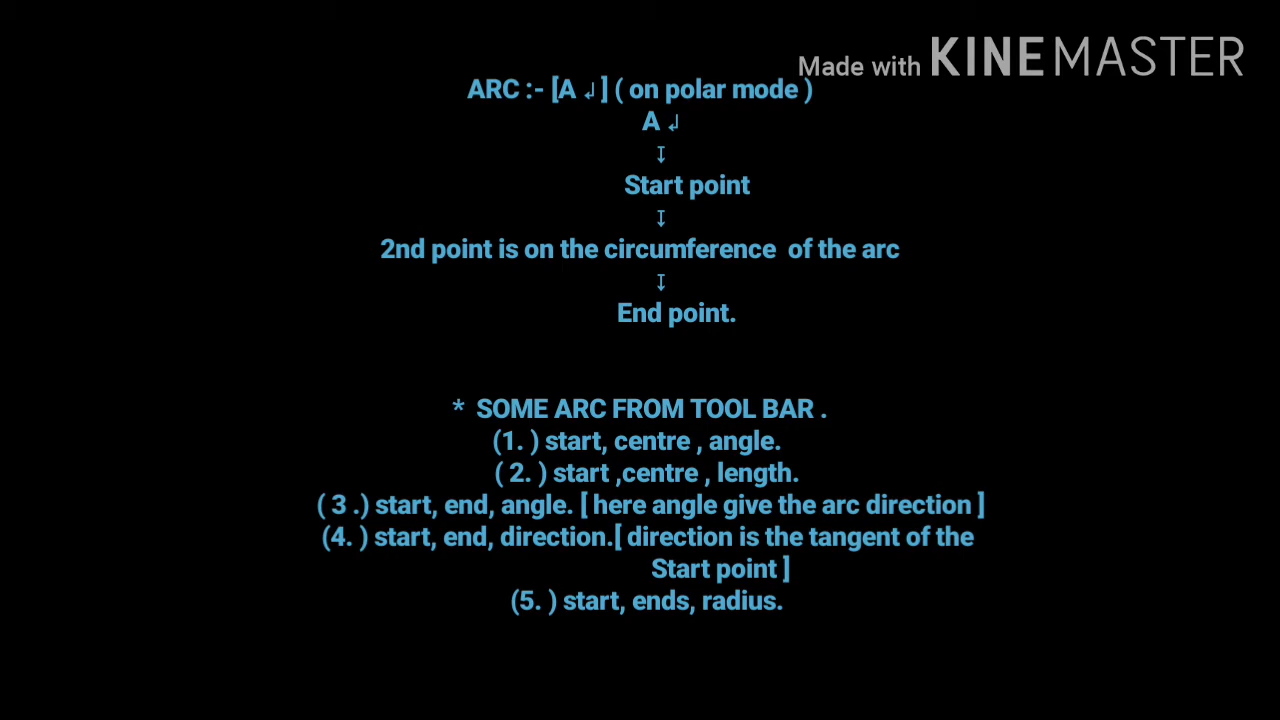 Made with KINEMASTER
ARC :- [A ↲] ( on polar mode )
A ↲
↧
Start point
↧
2nd point is on the circumference of the arc
↧
End point.
* SOME ARC FROM TOOL BAR .
(1. ) start, centre , angle.
( 2. ) start ,centre , length.
( 3 .) start, end, angle. [ here angle give the arc direction ]
(4. ) start, end, direction.[ direction is the tangent of the
Start point ]
(5. ) start, ends, radius.